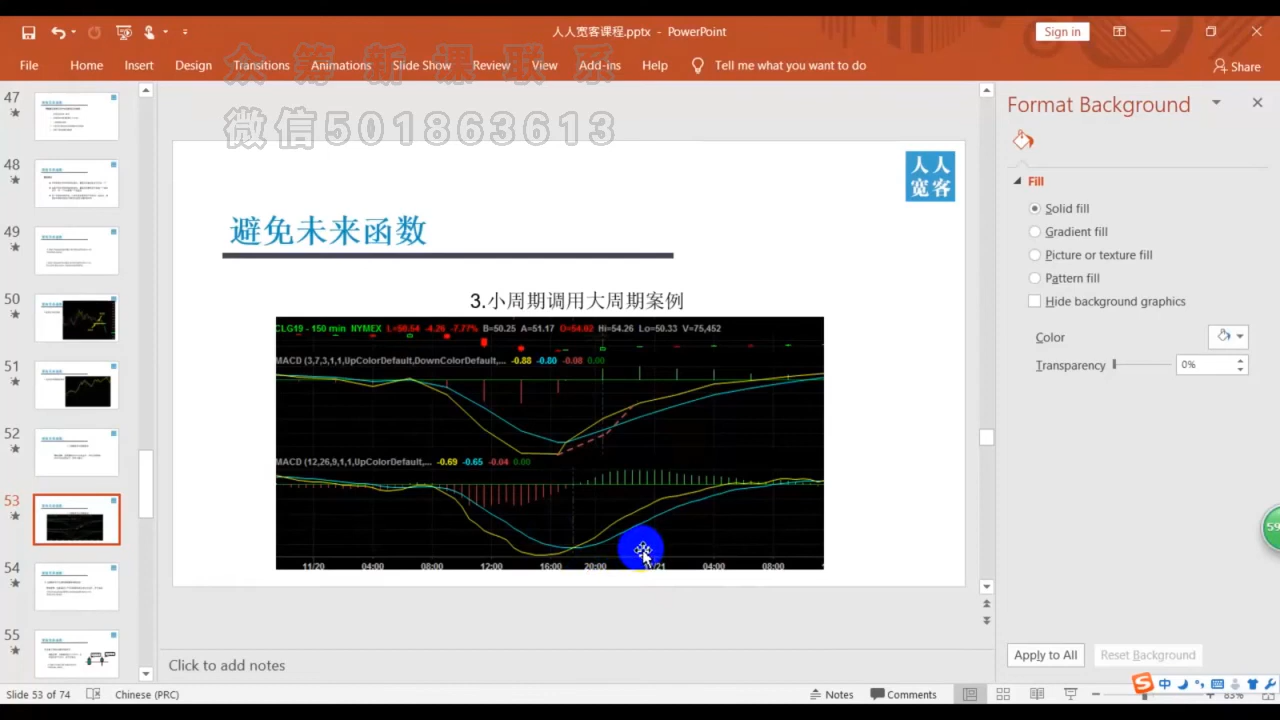 人人宽客课程.pptx - PowerPoint
Sign in
File Home Insert Design Transitions Animations Slide Show Review View Add-ins Help Tell me what you want to do
Share
众筹新课联系
微信501863613
47
48
49
50
51
52
53
54
55
人人
宽客
避免未来函数
3.小周期调用大周期案例
CLG19 - 150 min NYMEX L=50.54 -4.26 -7.77% B=50.25 A=51.17 O=54.02 Hi=54.26 Lo=50.33 V=75,452
MACD (3,7,3,1,1,UpColorDefault,DownColorDefault,... -0.88 -0.80 -0.08 0.00
MACD (12,26,9,1,1,UpColorDefault,... -0.69 -0.65 -0.04 0.00
11/20 04:00 08:00 12:00 16:00 20:00 11/21 04:00 08:00
Click to add notes
Format Background
Fill
Solid fill
Gradient fill
Picture or texture fill
Pattern fill
Hide background graphics
Color
Transparency 0%
Apply to All Reset Background
59
Slide 53 of 74 Chinese (PRC) Notes Comments 83%
中